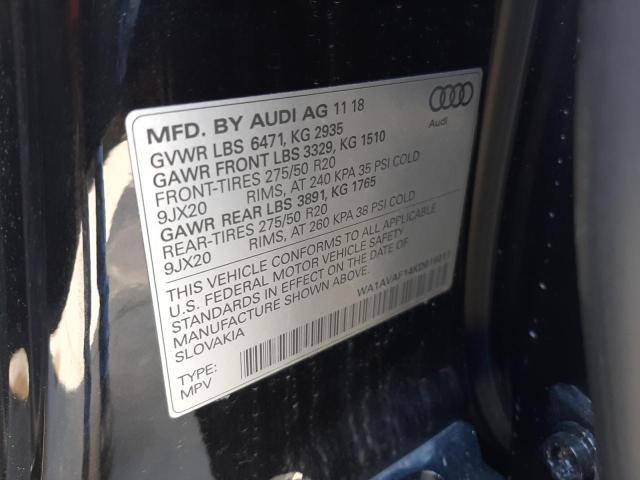 MFD. BY AUDI AG 11 18
GVWR LBS 6471, KG 2935
GAWR FRONT LBS 3329, KG 1510
FRONT-TIRES 275/50 R20
9JX20 RIMS, AT 240 KPA 35 PSI COLD
GAWR REAR LBS 3891, KG 1765
REAR-TIRES 275/50 R20
9JX20 RIMS, AT 260 KPA 38 PSI COLD
THIS VEHICLE CONFORMS TO ALL APPLICABLE
U.S. FEDERAL MOTOR VEHICLE SAFETY
STANDARDS IN EFFECT ON THE DATE OF
MANUFACTURE SHOWN ABOVE.
SLOVAKIA
TYPE:
MPV
Audi